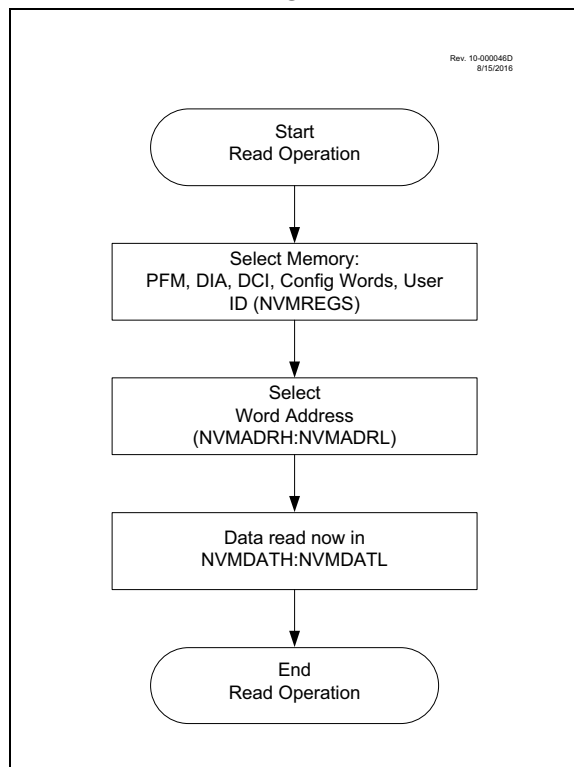 Rev. 10-000046D
8/15/2016
Start
Read Operation
Select Memory:
PFM, DIA, DCI, Config Words, User
ID (NVMREGS)
Select
Word Address
(NVMADRH:NVMADRL)
Data read now in
NVMDATH:NVMDATL
End
Read Operation